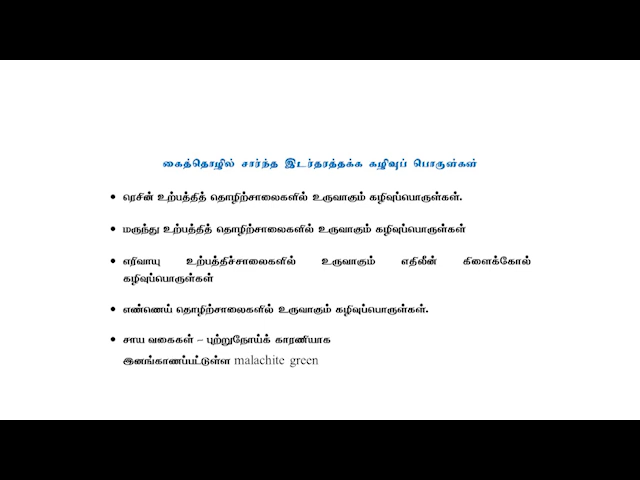 கைத்தொழில் சார்ந்த இடர்தரத்தக்க கழிவுப் பொருள்கள்
• ரெசீன் உற்பத்தித் தொழிற்சாலைகளில் உருவாகும் கழிவுப்பொருள்கள்.
• மருந்து உற்பத்தித் தொழிற்சாலைகளில் உருவாகும் கழிவுப்பொருள்கள்
• எரிவாயு உற்பத்திச்சாலைகளில் உருவாகும் எதிலீன் கிளைக்கோல்
கழிவுப்பொருள்கள்
• எண்ணெய் தொழிற்சாலைகளில் உருவாகும் கழிவுப்பொருள்கள்.
• சாய வகைகள் – புற்றுநோய்க் காரணியாக
இனங்காணப்பட்டுள்ள malachite green